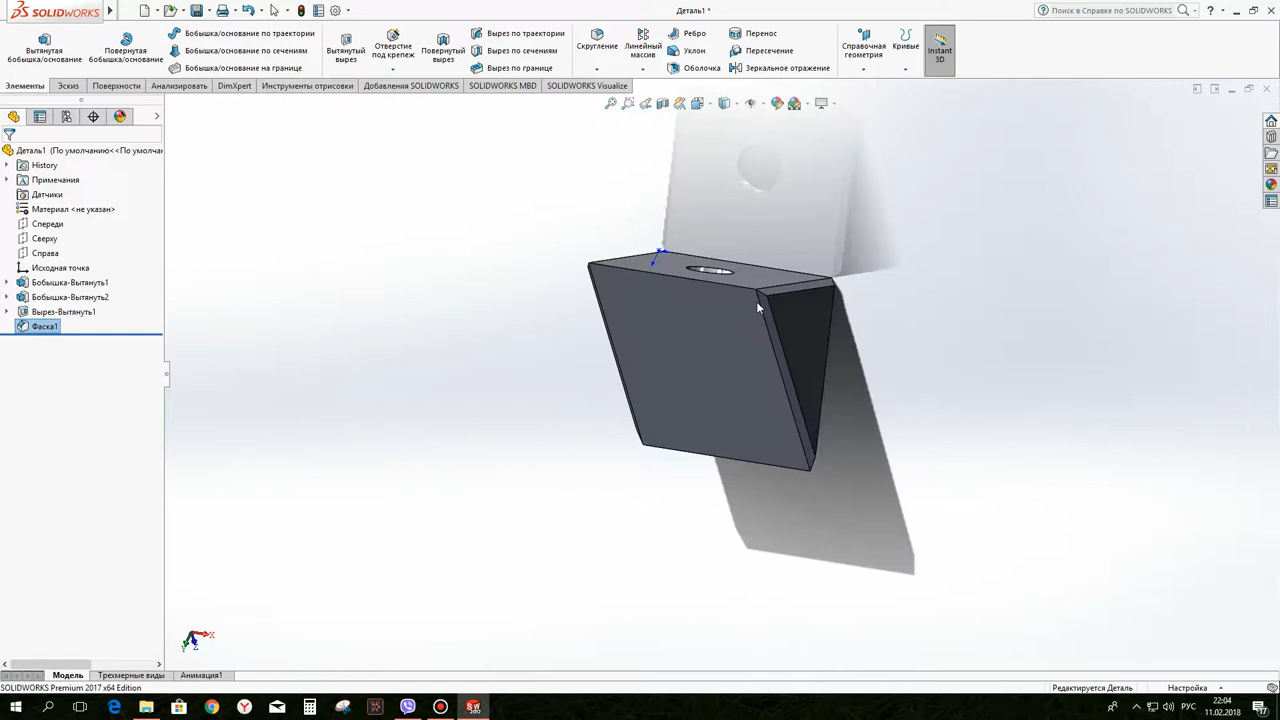 SOLIDWORKS
Деталь1 *
Поиск в Справке SOLIDWORKS
Вытянутая бобышка/основание
Повернутая бобышка/основание
Бобышка/основание по траектории
Бобышка/основание по сечениям
Бобышка/основание на границе
Вытянутый вырез
Отверстие под крепеж
Повернутый вырез
Вырез по траектории
Вырез по сечениям
Вырез по границе
Скругление
Линейный массив
Ребро
Уклон
Оболочка
Перенос
Пересечение
Зеркальное отражение
Справочная геометрия
Кривые
Instant 3D
Элементы Эскиз Поверхности Анализировать DimXpert Инструменты отрисовки Добавления SOLIDWORKS SOLIDWORKS MBD SOLIDWORKS Visualize
Деталь1 (По умолчанию<<По умолчан
History
Примечания
Датчики
Материал <не указан>
Спереди
Сверху
Справа
Исходная точка
Бобышка-Вытянуть1
Бобышка-Вытянуть2
Вырез-Вытянуть1
Фаска1
X
Y
Z
Модель Трехмерные виды Анимация1
SOLIDWORKS Premium 2017 x64 Edition
Редактируется Деталь
Настройка
РУС
22:04
11.02.2018